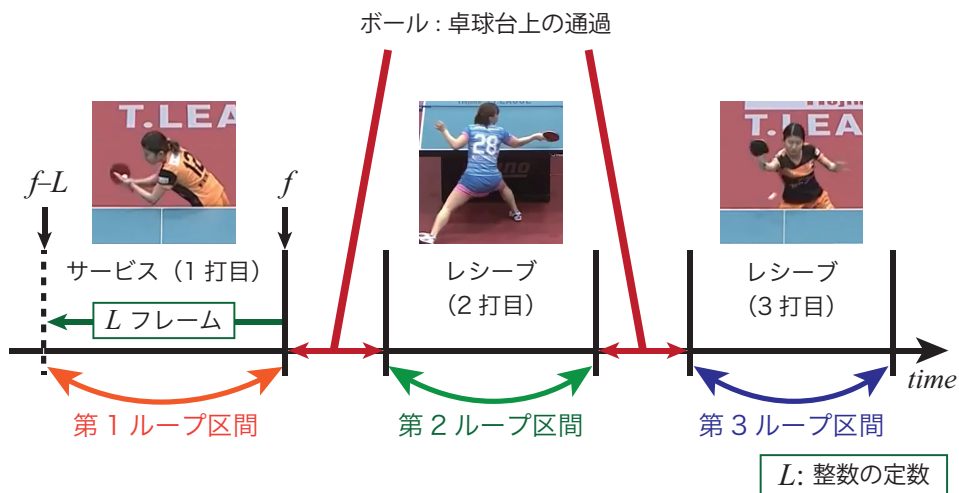 ボール : 卓球台上の通過
T.LEA
12
28
T.LEA
f–L
f
サービス（1 打目）
レシーブ
（2 打目）
レシーブ
（3 打目）
L フレーム
time
第 1 ループ区間
第 2 ループ区間
第 3 ループ区間
L: 整数の定数